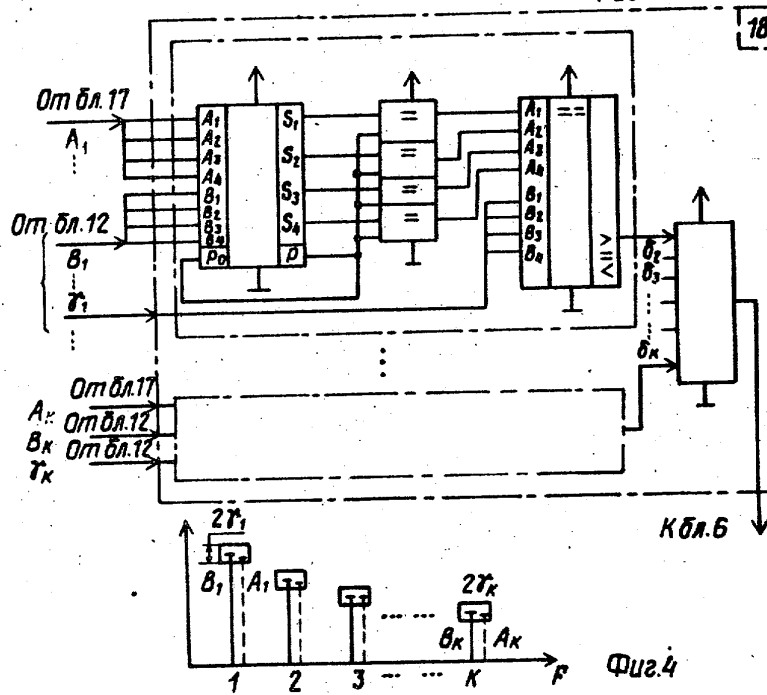 18
От бл.17
A₁
⋮
От бл.12
B₁
⋮
γ₁
⋮
A₁
A₂
A₃
A₄
B₁
B₂
B₃
B₄
P₀
S₁
S₂
S₃
S₄
P
=
=
=
=
A₁
A₂
A₃
A₄
B₁
B₂
B₃
B₄
==
< = >
δ₂
δ₃
⋮
δк
⋮
От бл.17
Aк
От бл.12
Bк
От бл.12
γк
К бл.6
2γ₁
B₁ A₁
2γк
Bк Aк
1 2 3 --- --- К F
Фиг.4